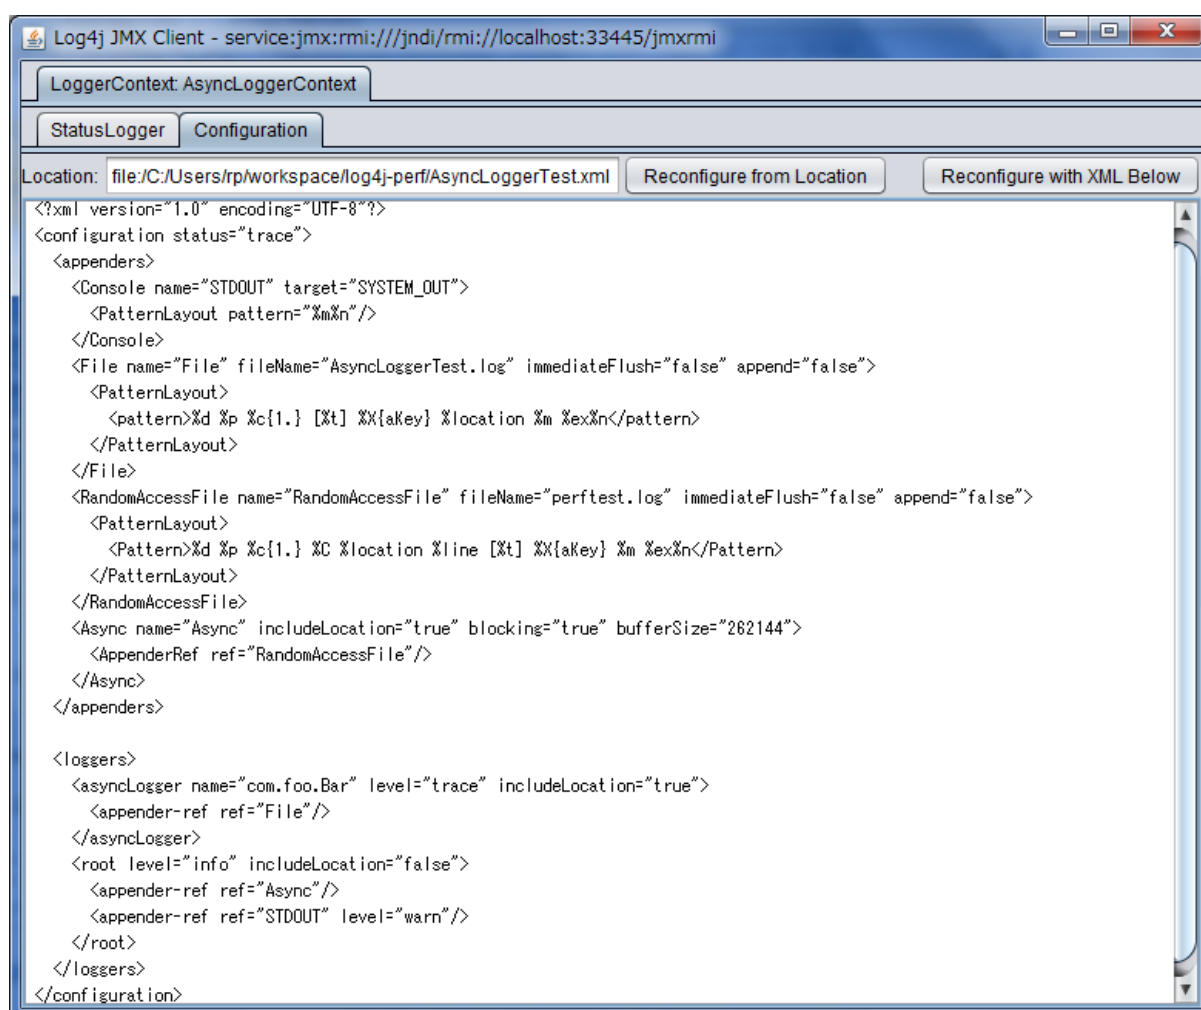 Log4j JMX Client - service:jmx:rmi:///jndi/rmi://localhost:33445/jmxrmi
LoggerContext: AsyncLoggerContext
StatusLogger Configuration
Location: file:/C:/Users/rp/workspace/log4j-perf/AsyncLoggerTest.xml Reconfigure from Location Reconfigure with XML Below
<?xml version="1.0" encoding="UTF-8"?>
<configuration status="trace">
  <appenders>
    <Console name="STDOUT" target="SYSTEM_OUT">
      <PatternLayout pattern="%m%n"/>
    </Console>
    <File name="File" fileName="AsyncLoggerTest.log" immediateFlush="false" append="false">
      <PatternLayout>
        <pattern>%d %p %c{1.} [%t] %X{aKey} %location %m %ex%n</pattern>
      </PatternLayout>
    </File>
    <RandomAccessFile name="RandomAccessFile" fileName="perftest.log" immediateFlush="false" append="false">
      <PatternLayout>
        <Pattern>%d %p %c{1.} %C %location %line [%t] %X{aKey} %m %ex%n</Pattern>
      </PatternLayout>
    </RandomAccessFile>
    <Async name="Async" includeLocation="true" blocking="true" bufferSize="262144">
      <AppenderRef ref="RandomAccessFile"/>
    </Async>
  </appenders>
  <loggers>
    <asyncLogger name="com.foo.Bar" level="trace" includeLocation="true">
      <appender-ref ref="File"/>
    </asyncLogger>
    <root level="info" includeLocation="false">
      <appender-ref ref="Async"/>
      <appender-ref ref="STDOUT" level="warn"/>
    </root>
  </loggers>
</configuration>